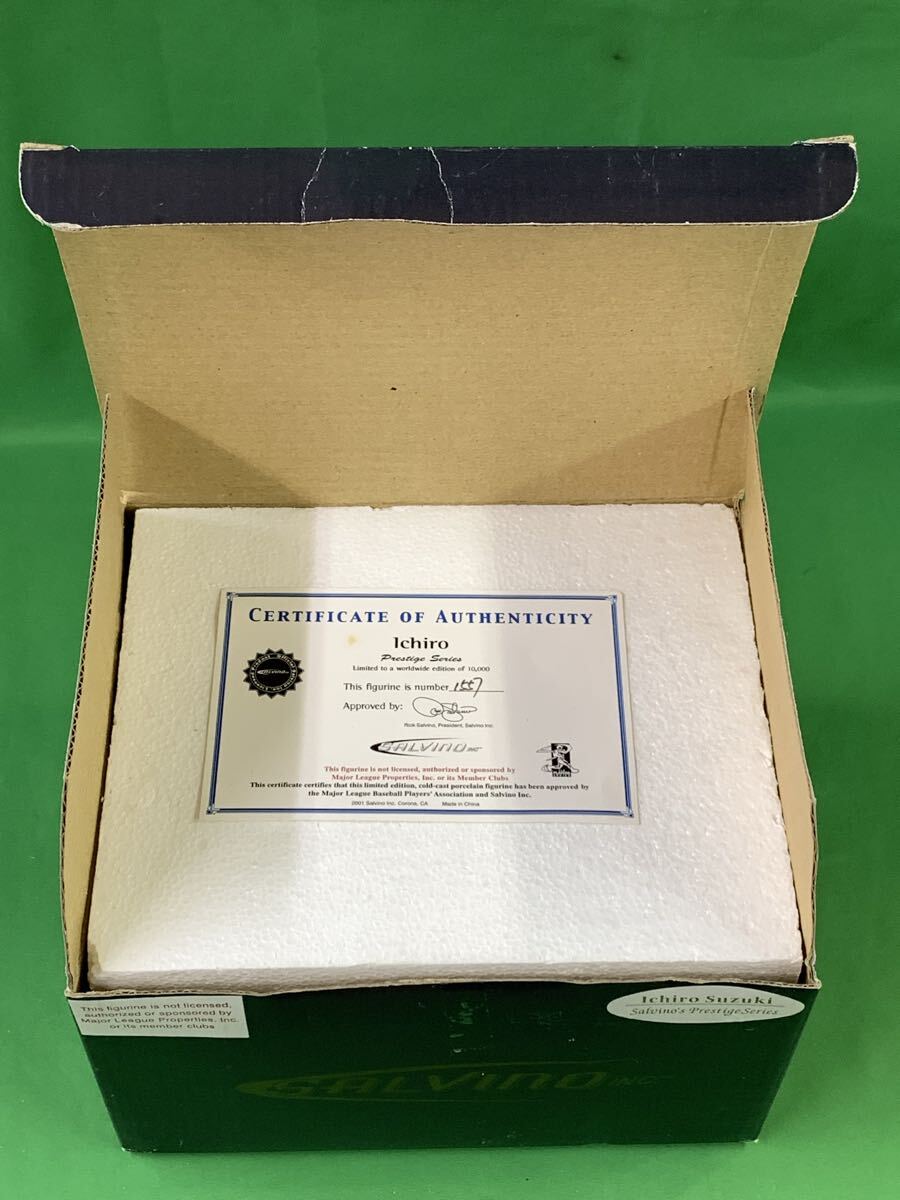 CERTIFICATE OF AUTHENTICITY
Ichiro
Prestige Series
Limited to a worldwide edition of 10,000
This figurine is number 1557
Approved by:
Rick Salvino, President, Salvino Inc.
SALVINO INC
This figurine is not licensed, authorized or sponsored by
Major League Properties, Inc. or its Member Clubs
This certificate certifies that this limited edition, cold-cast porcelain figurine has been approved by
the Major League Baseball Players' Association and Salvino Inc.
2001 Salvino Inc. Corona, CA Made in China
This figurine is not licensed,
authorized or sponsored by
Major League Properties, Inc.
or its member clubs
Ichiro Suzuki
Salvino's Prestige Series
SALVINO INC.